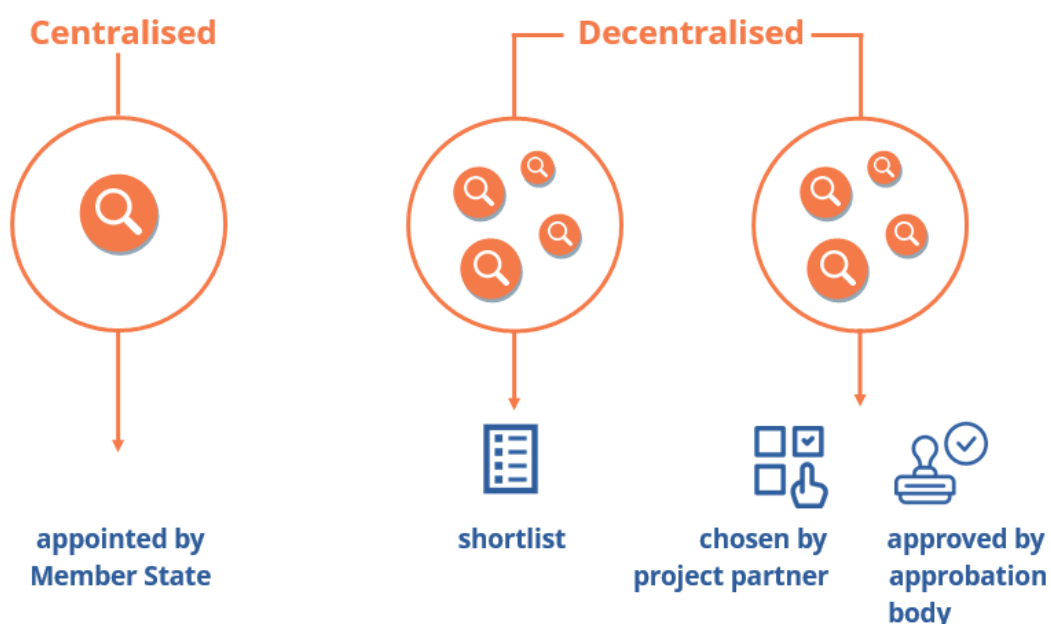 Centralised
Decentralised
appointed by
Member State
shortlist
chosen by
project partner
approved by
approbation
body